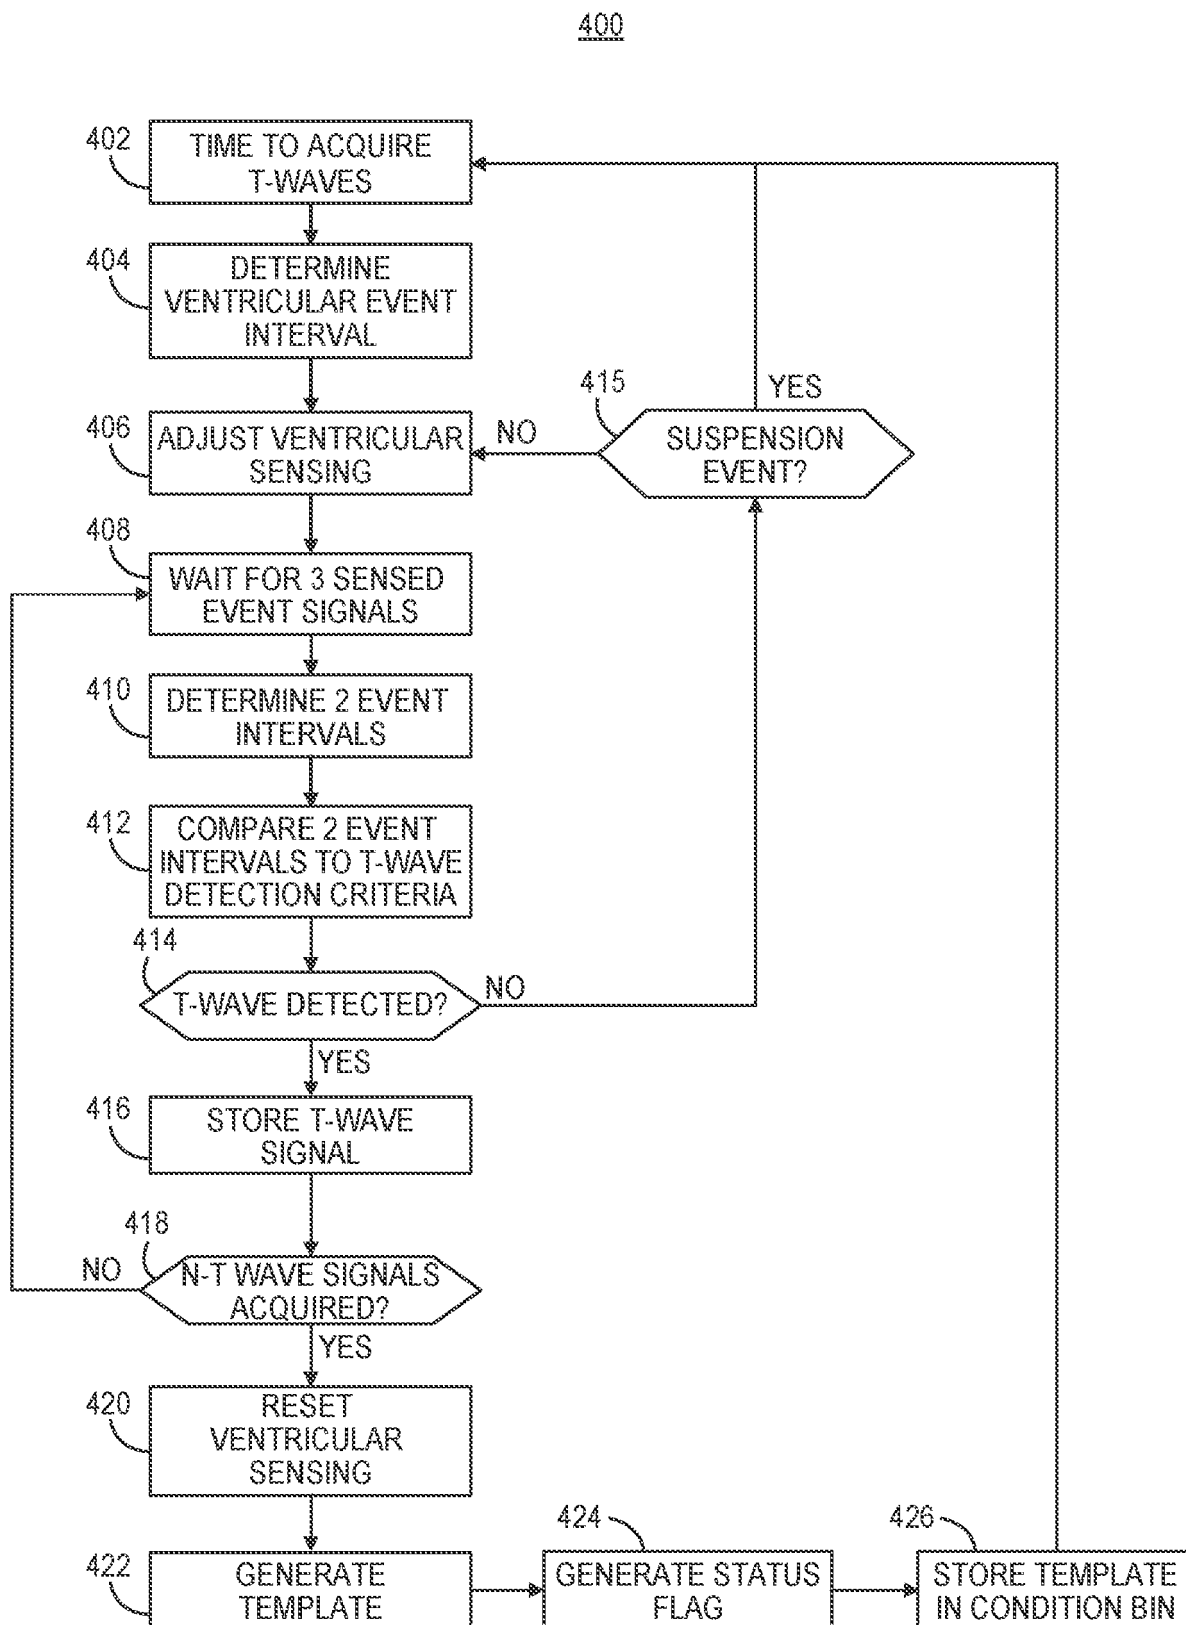 400
402
TIME TO ACQUIRE
T-WAVES
404
DETERMINE
VENTRICULAR EVENT
INTERVAL
406
ADJUST VENTRICULAR
SENSING
NO
415
SUSPENSION
EVENT?
YES
408
WAIT FOR 3 SENSED
EVENT SIGNALS
410
DETERMINE 2 EVENT
INTERVALS
412
COMPARE 2 EVENT
INTERVALS TO T-WAVE
DETECTION CRITERIA
414
T-WAVE DETECTED?
NO
YES
416
STORE T-WAVE
SIGNAL
418
NO
N-T WAVE SIGNALS
ACQUIRED?
YES
420
RESET
VENTRICULAR
SENSING
422
GENERATE
TEMPLATE
424
GENERATE STATUS
FLAG
426
STORE TEMPLATE
IN CONDITION BIN